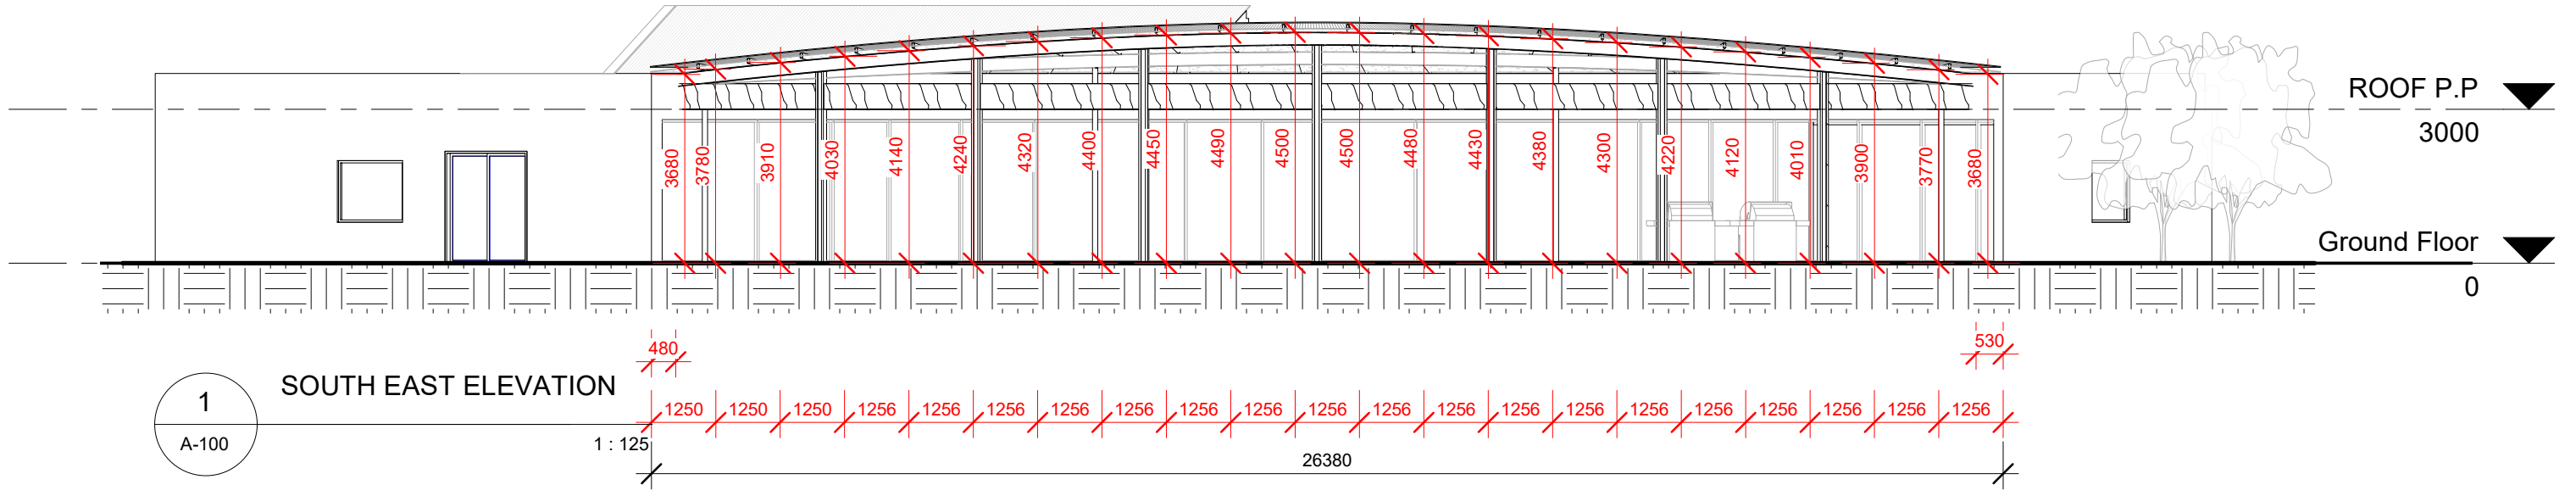 ROOF P.P
3000
3680 3780 3910 4030 4140 4240 4320 4400 4450 4490 4500 4500 4480 4430 4380 4300 4220 4120 4010 3900 3770 3680
Ground Floor
0
480 530
1
SOUTH EAST ELEVATION
1250 1250 1250 1256 1256 1256 1256 1256 1256 1256 1256 1256 1256 1256 1256 1256 1256 1256 1256 1256 1256
A-100
1 : 125
26380